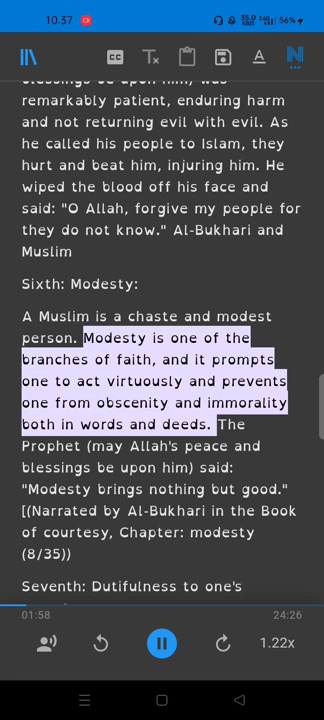 10.37
35.0
KB/S
56%
CC
T×
A
N
blessings be upon him) was
remarkably patient, enduring harm
and not returning evil with evil. As
he called his people to Islam, they
hurt and beat him, injuring him. He
wiped the blood off his face and
said: "O Allah, forgive my people for
they do not know." Al-Bukhari and
Muslim
Sixth: Modesty:
A Muslim is a chaste and modest
person. Modesty is one of the
branches of faith, and it prompts
one to act virtuously and prevents
one from obscenity and immorality
both in words and deeds. The
Prophet (may Allah's peace and
blessings be upon him) said:
"Modesty brings nothing but good."
[(Narrated by Al-Bukhari in the Book
of courtesy, Chapter: modesty
(8/35))
Seventh: Dutifulness to one's
01:58
24:26
1.22x